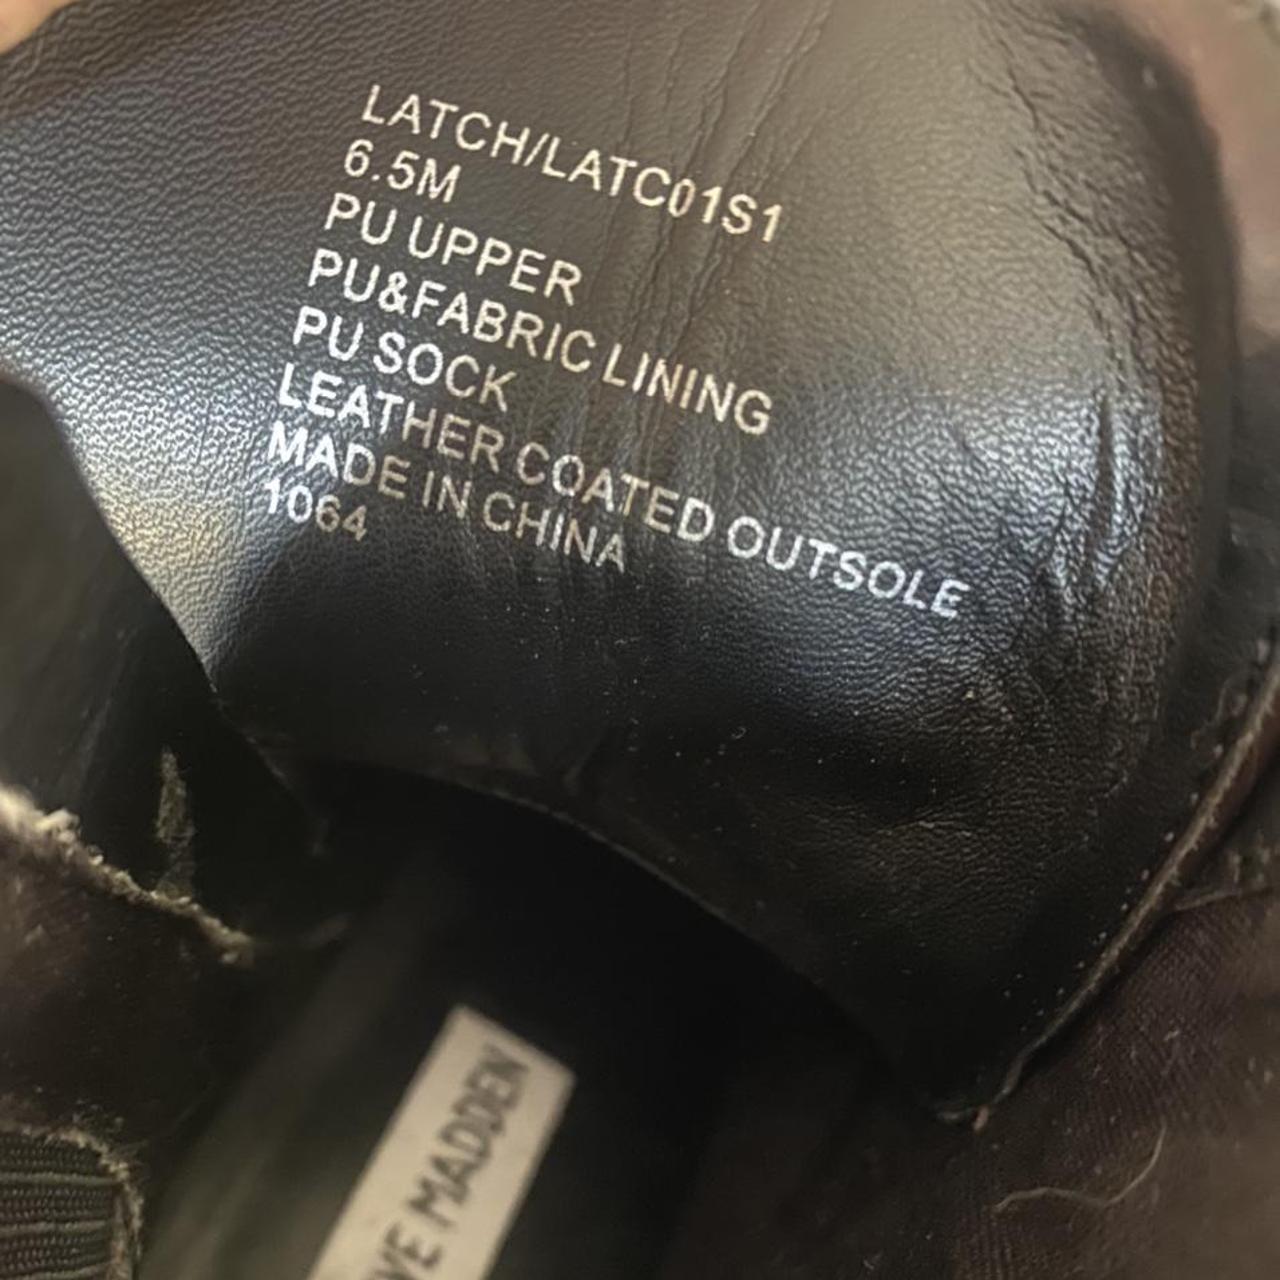 LATCH/LATC01S1
6.5M
PU UPPER
PU&FABRIC LINING
PU SOCK
LEATHER COATED OUTSOLE
MADE IN CHINA
1064
VE MADDEN